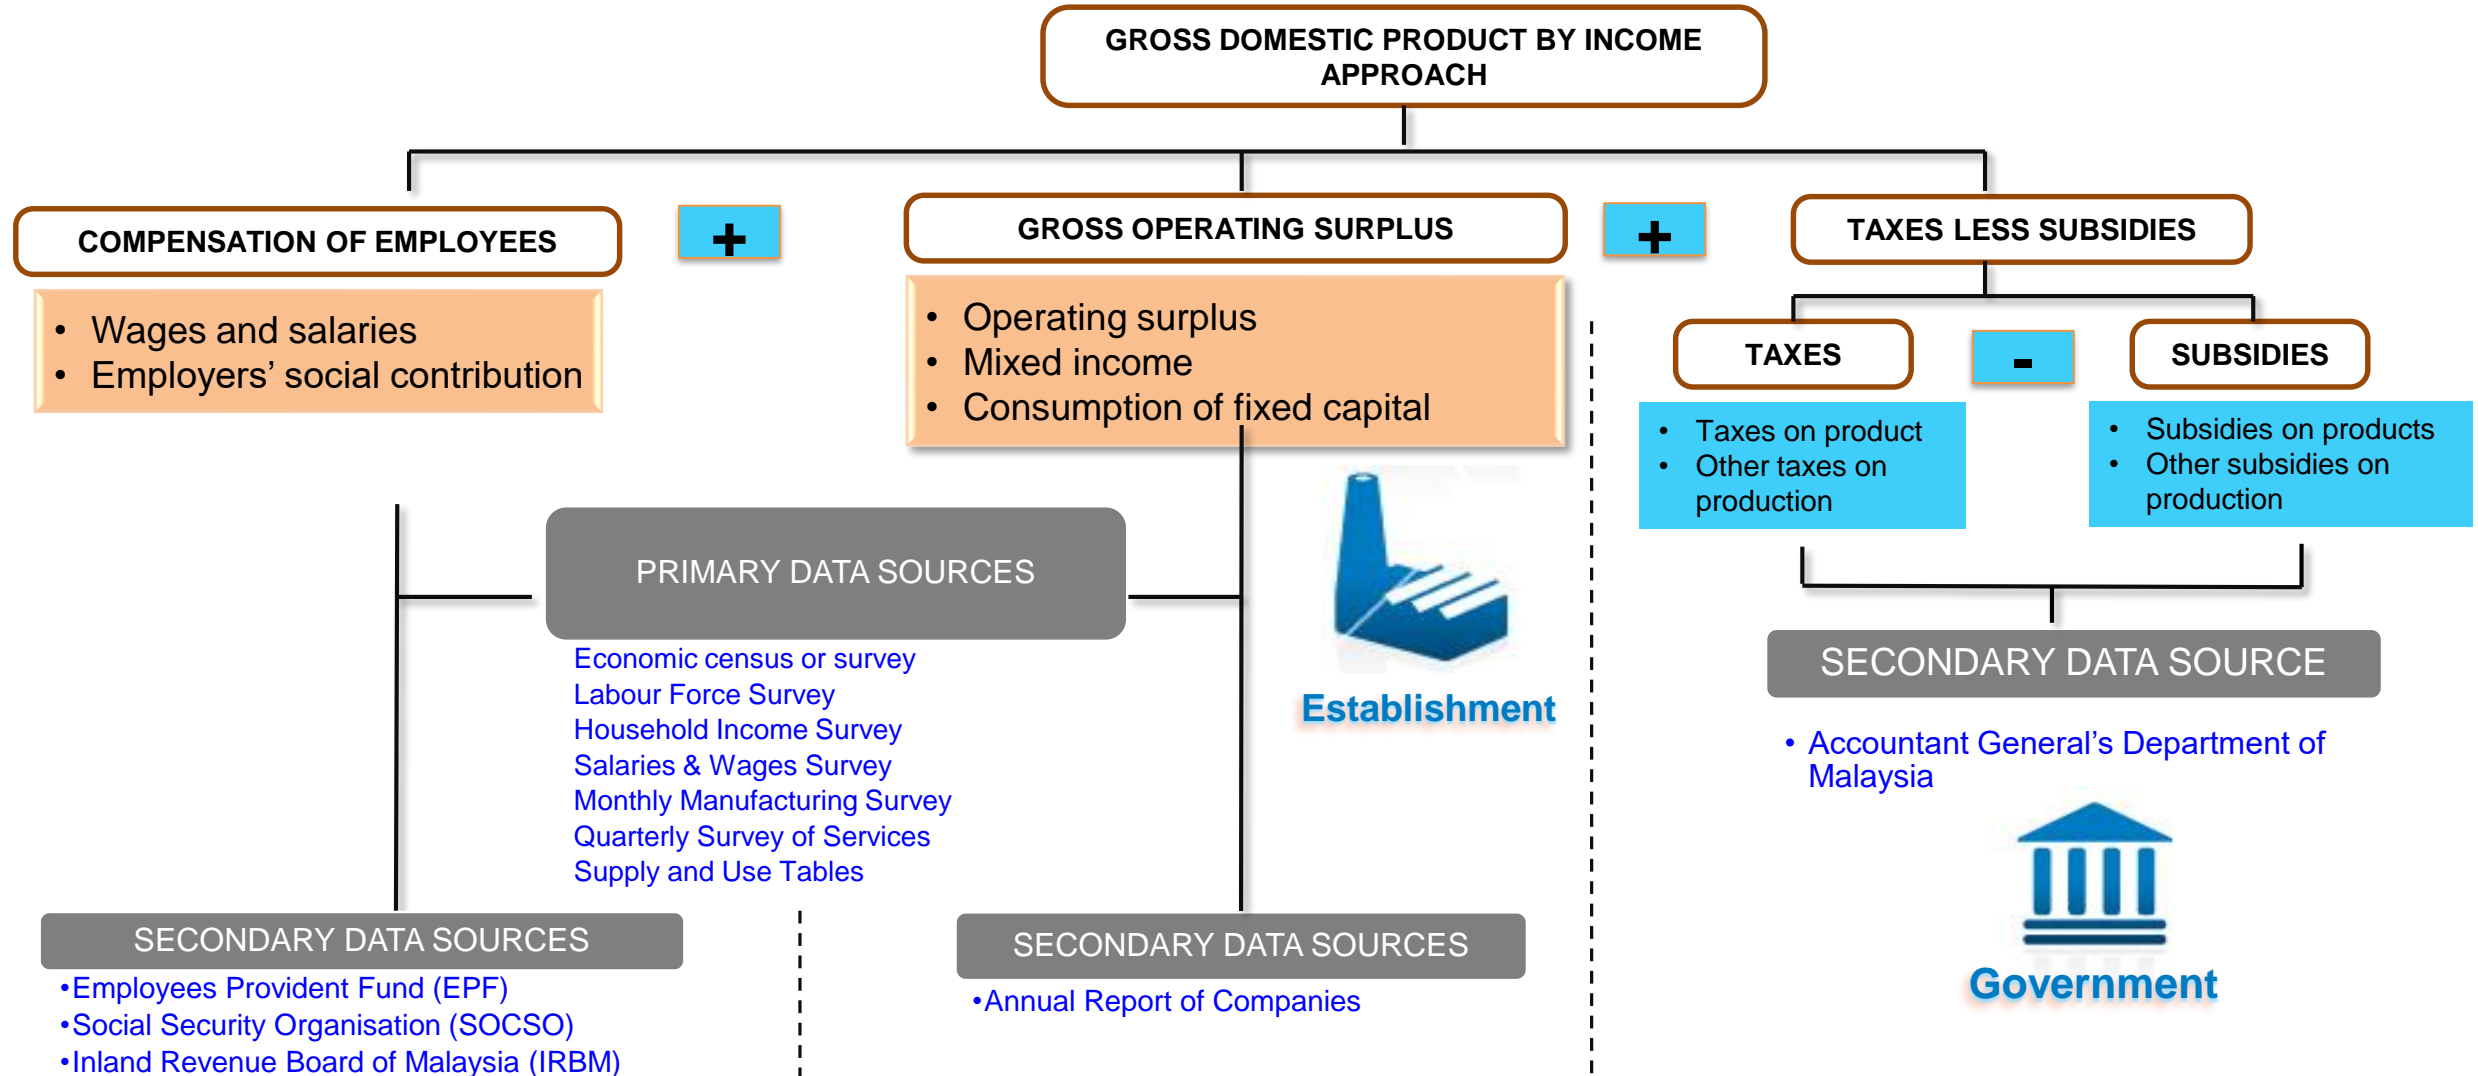 GROSS DOMESTIC PRODUCT BY INCOME
APPROACH
COMPENSATION OF EMPLOYEES
+
GROSS OPERATING SURPLUS
+
TAXES LESS SUBSIDIES
• Wages and salaries
• Employers’ social contribution
• Operating surplus
• Mixed income
• Consumption of fixed capital
TAXES
-
SUBSIDIES
• Taxes on product
• Other taxes on
production
• Subsidies on products
• Other subsidies on
production
PRIMARY DATA SOURCES
Economic census or survey
Labour Force Survey
Household Income Survey
Salaries & Wages Survey
Monthly Manufacturing Survey
Quarterly Survey of Services
Supply and Use Tables
Establishment
SECONDARY DATA SOURCE
• Accountant General’s Department of
Malaysia
Government
SECONDARY DATA SOURCES
•Employees Provident Fund (EPF)
•Social Security Organisation (SOCSO)
•Inland Revenue Board of Malaysia (IRBM)
SECONDARY DATA SOURCES
•Annual Report of Companies